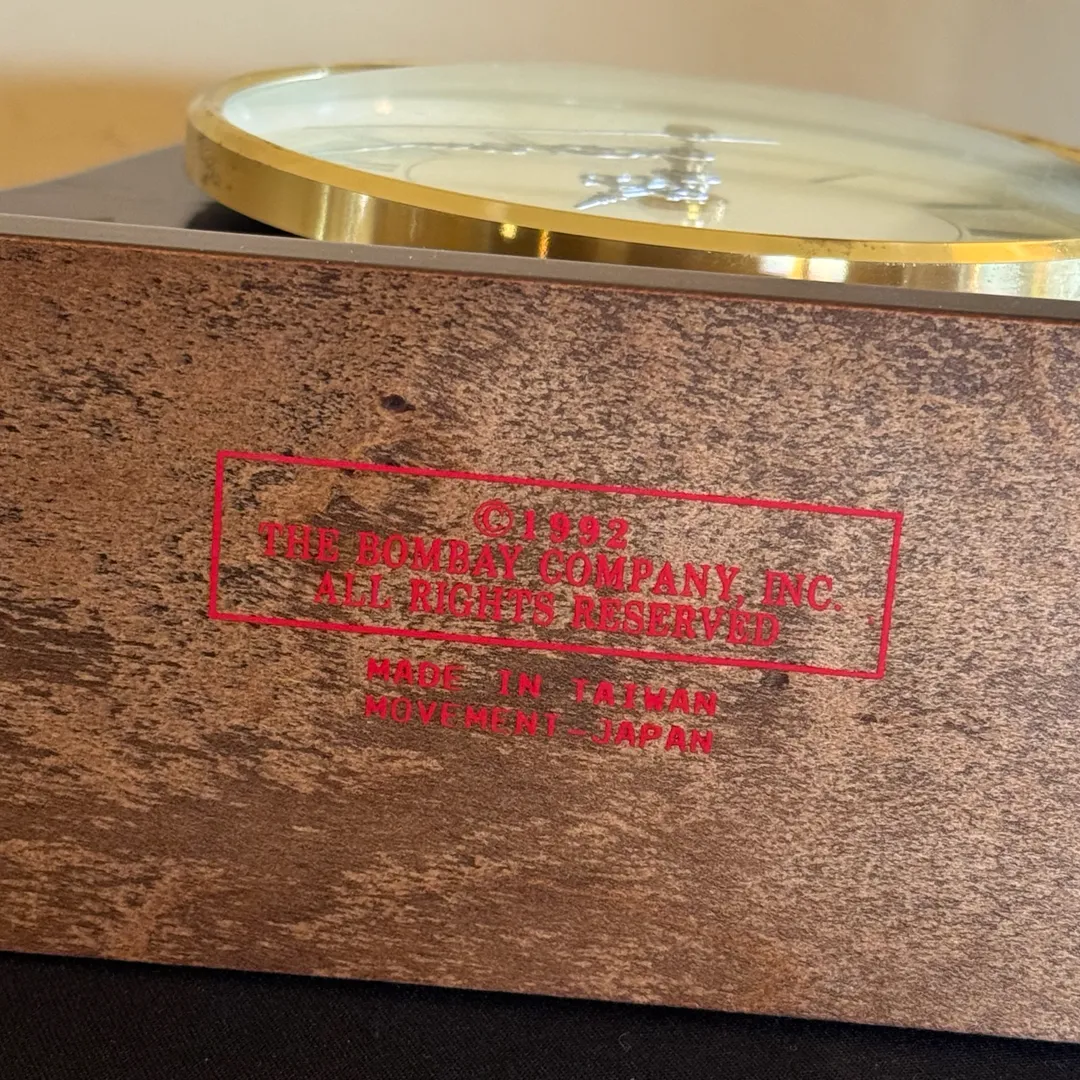 ©1992
THE BOMBAY COMPANY, INC.
ALL RIGHTS RESERVED
MADE IN TAIWAN
MOVEMENT-JAPAN